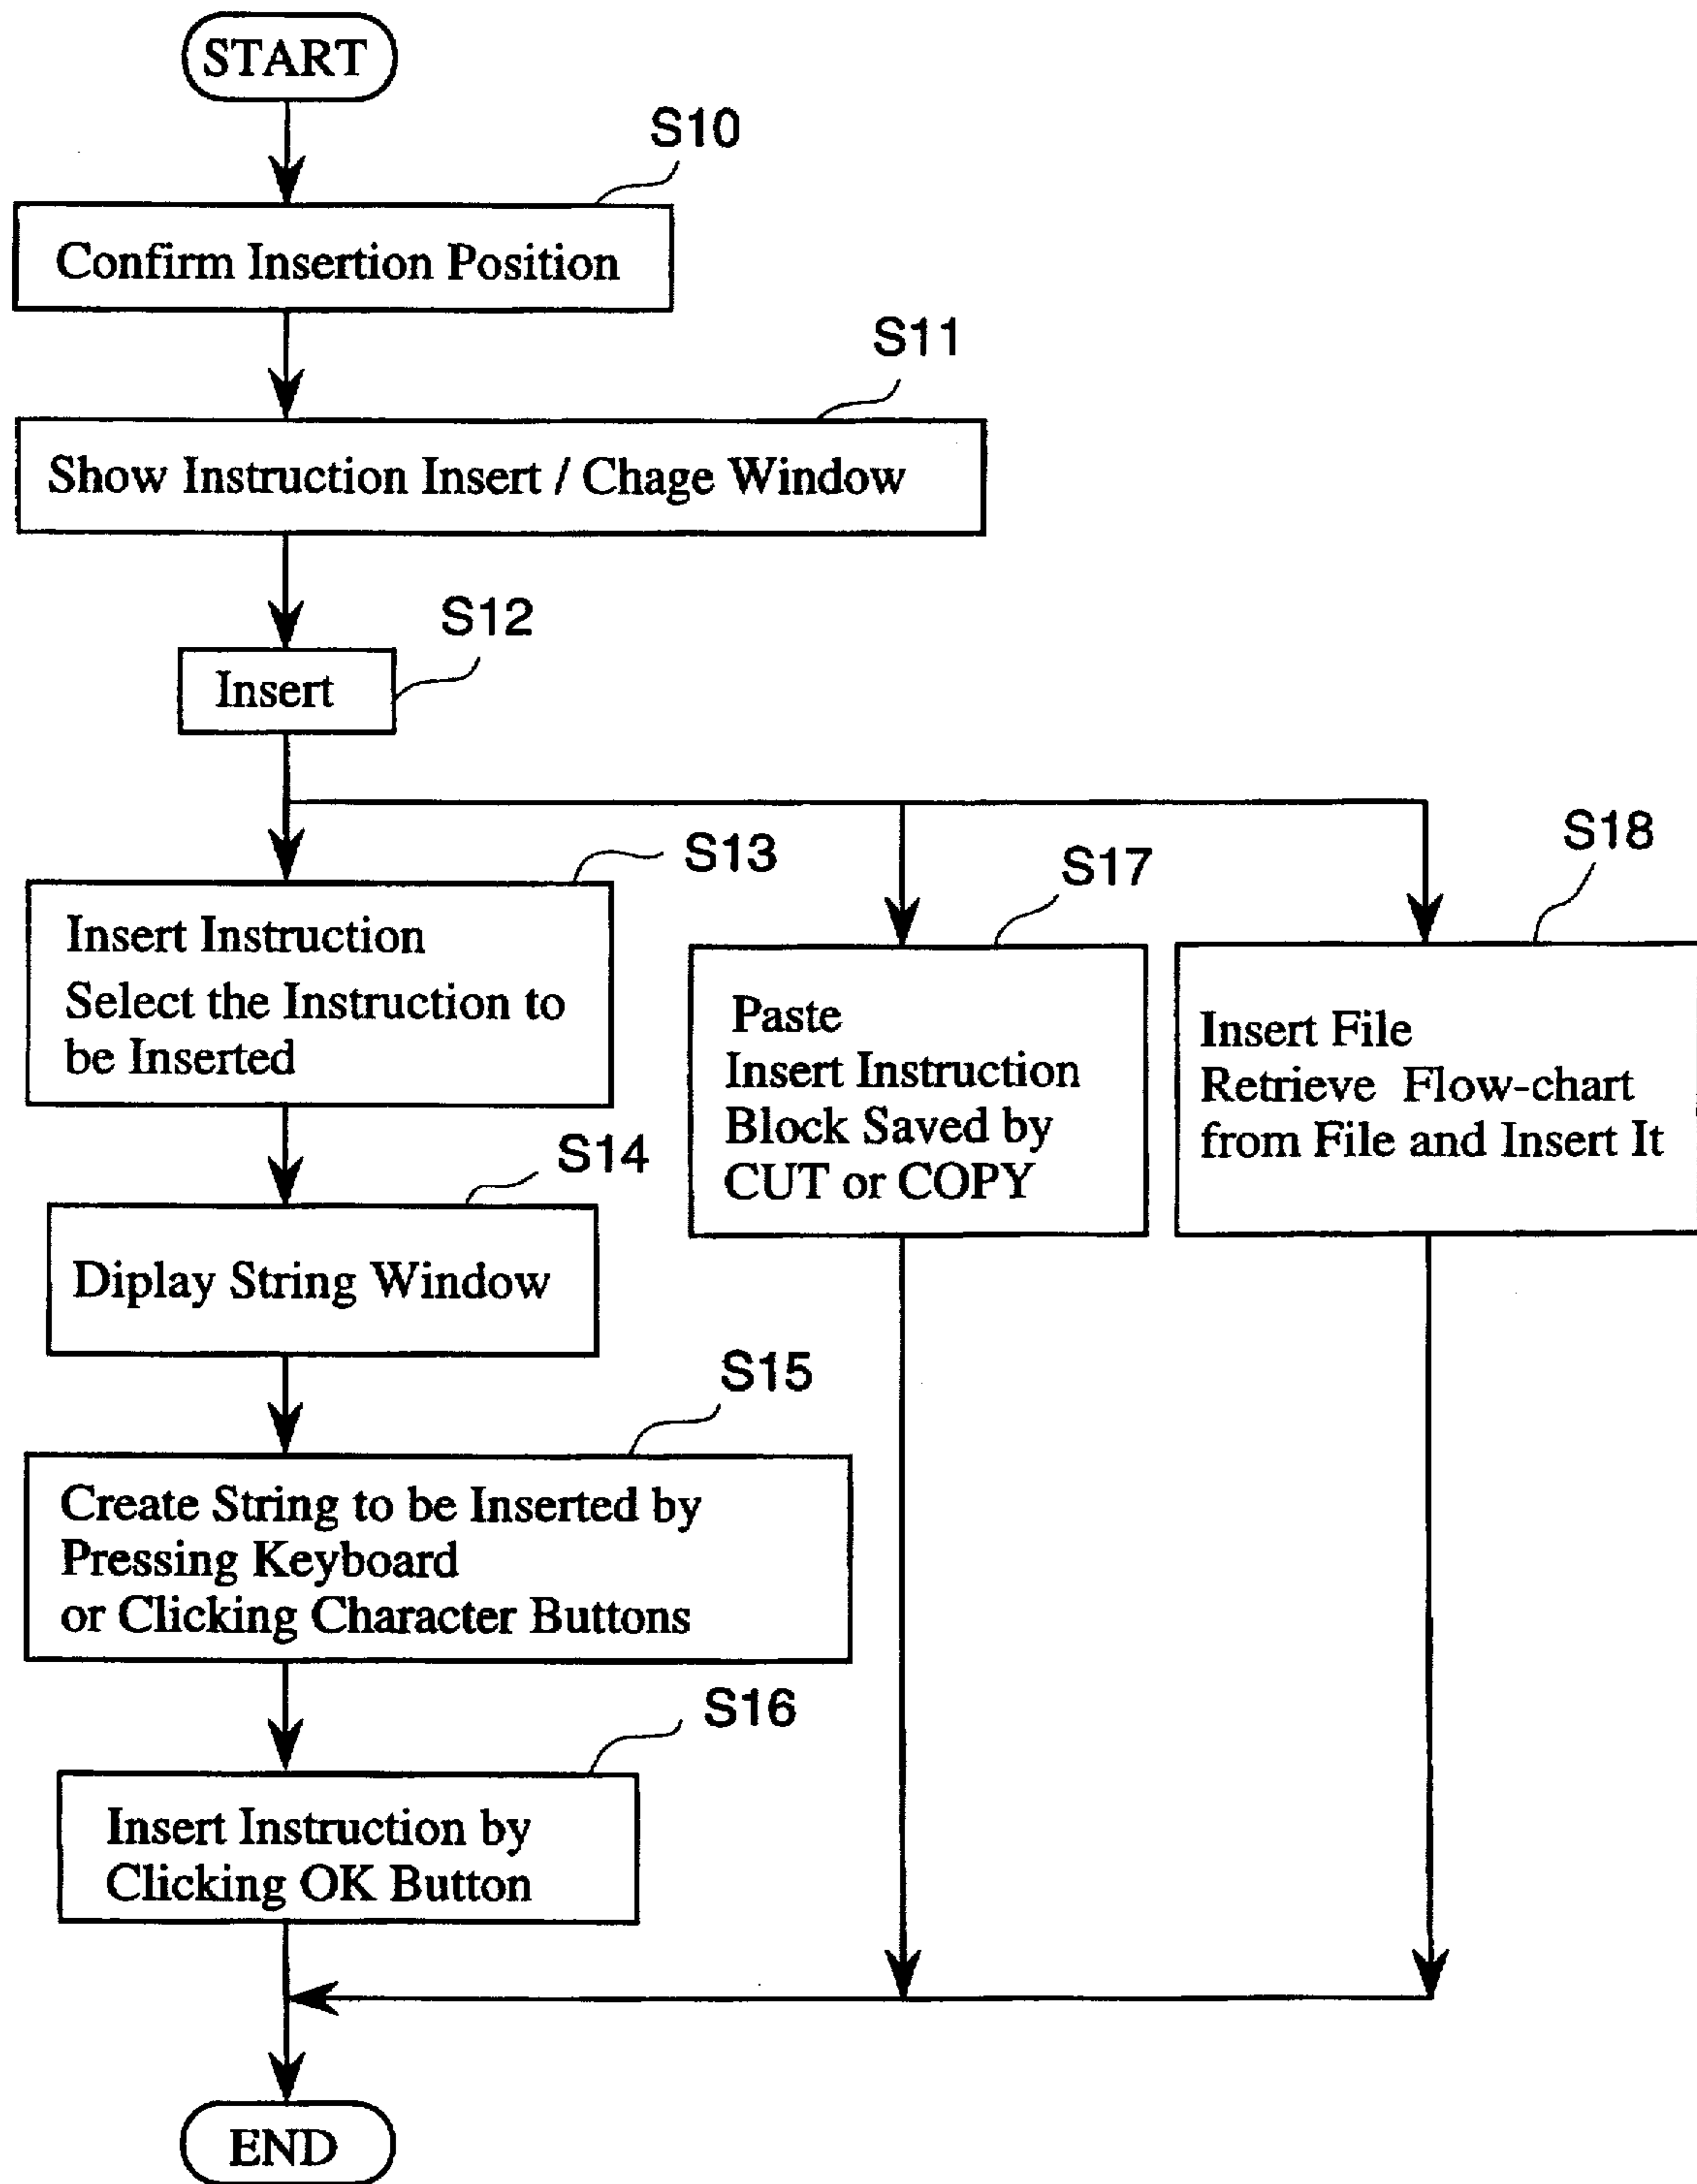 START
S10
Confirm Insertion Position
S11
Show Instruction Insert / Chage Window
S12
Insert
S13
Insert Instruction
Select the Instruction to
be Inserted
S17
Paste
Insert Instruction
Block Saved by
CUT or COPY
S18
Insert File
Retrieve Flow-chart
from File and Insert It
S14
Diplay String Window
S15
Create String to be Inserted by
Pressing Keyboard
or Clicking Character Buttons
S16
Insert Instruction by
Clicking OK Button
END